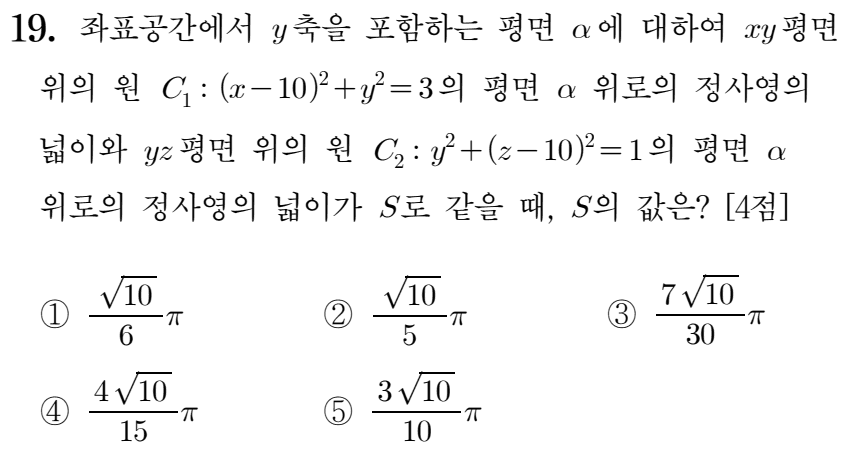 19. 좌표공간에서 y축을 포함하는 평면 α에 대하여 xy평면
위의 원 C₁ : (x−10)²+y²=3의 평면 α 위로의 정사영의
넓이와 yz평면 위의 원 C₂ : y²+(z−10)²=1의 평면 α
위로의 정사영의 넓이가 S로 같을 때, S의 값은? [4점]
① √10/6 π ② √10/5 π ③ 7√10/30 π
④ 4√10/15 π ⑤ 3√10/10 π